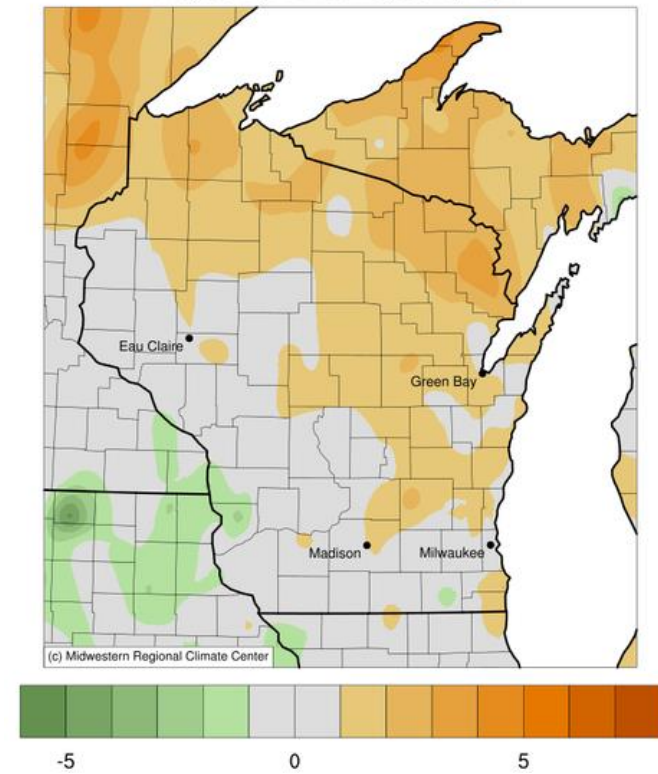 Eau Claire
Green Bay
Madison
Milwaukee
(c) Midwestern Regional Climate Center
-5 0 5